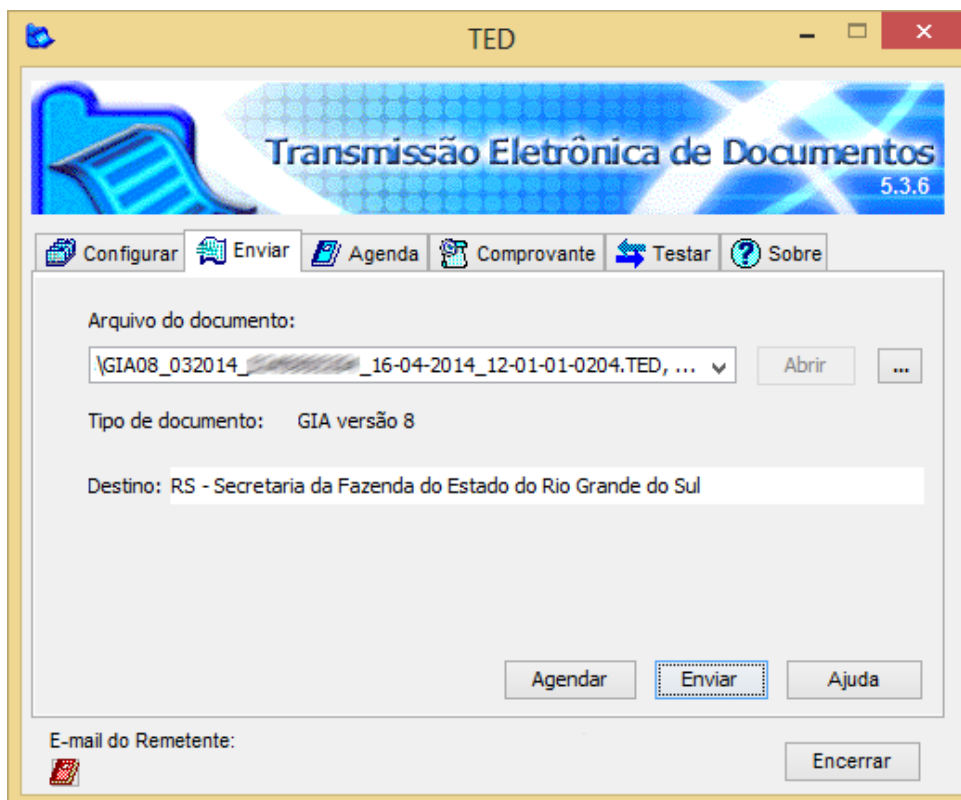 TED
Transmissão Eletrônica de Documentos
5.3.6
Configurar Enviar Agenda Comprovante Testar Sobre
Arquivo do documento:
.\GIA08_032014_ _16-04-2014_12-01-01-0204.TED, ... Abrir ...
Tipo de documento: GIA versão 8
Destino: RS - Secretaria da Fazenda do Estado do Rio Grande do Sul
Agendar Enviar Ajuda
E-mail do Remetente:
Encerrar